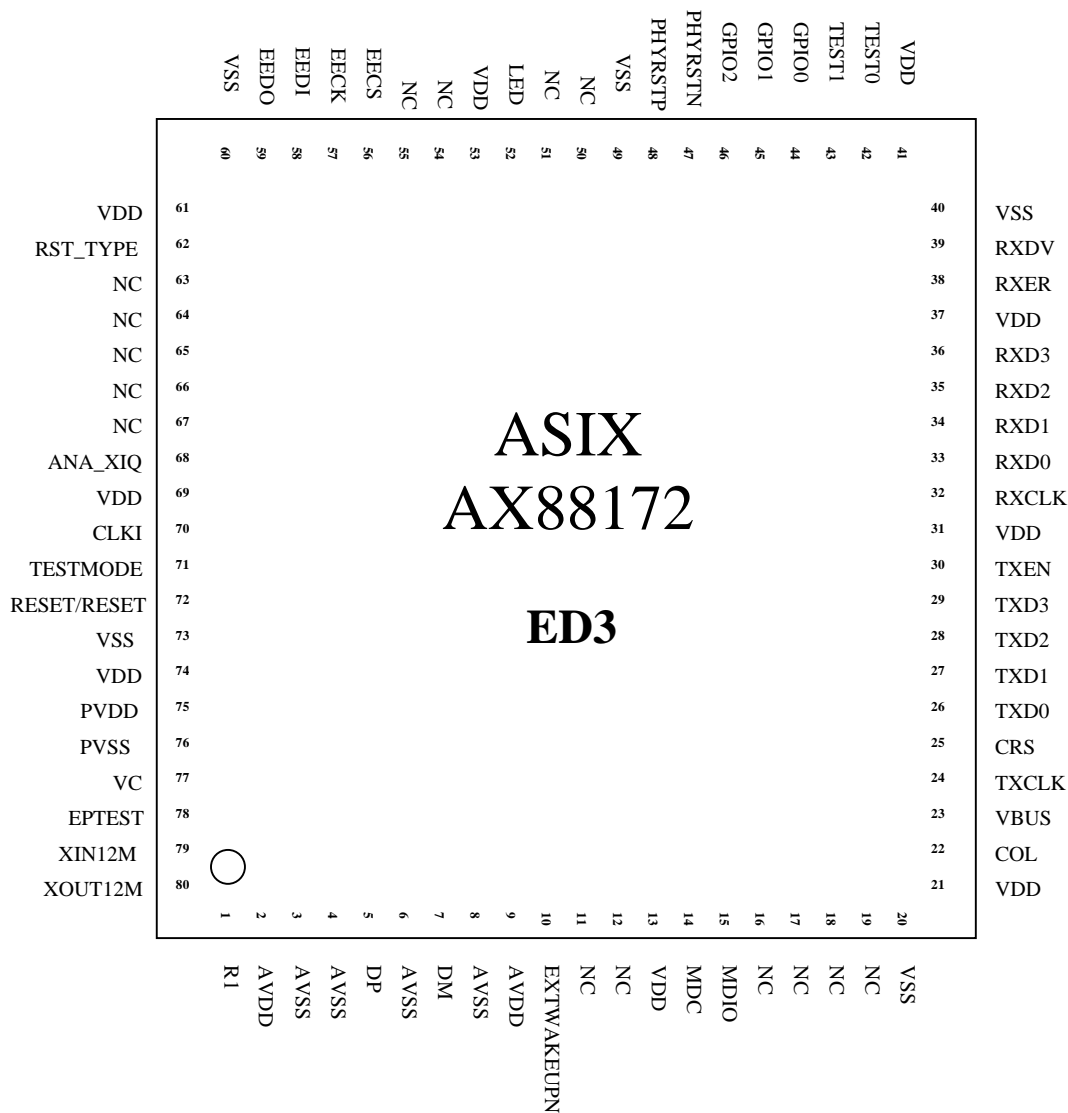 VSS EEDO EEDI EECK EECS NC NC VDD LED NC NC VSS PHYRSTP PHYRSTN GPIO2 GPIO1 GPIO0 TEST1 TEST0 VDD
60 59 58 57 56 55 54 53 52 51 50 49 48 47 46 45 44 43 42 41
VDD 61 40 VSS
RST_TYPE 62 39 RXDV
NC 63 38 RXER
NC 64 37 VDD
NC 65 36 RXD3
NC 66 35 RXD2
NC 67 34 RXD1
ANA_XIQ 68 33 RXD0
VDD 69 32 RXCLK
CLKI 70 31 VDD
TESTMODE 71 30 TXEN
RESET/RESET 72 29 TXD3
VSS 73 28 TXD2
VDD 74 27 TXD1
PVDD 75 26 TXD0
PVSS 76 25 CRS
VC 77 24 TXCLK
EPTEST 78 23 VBUS
XIN12M 79 22 COL
XOUT12M 80 21 VDD
ASIX
AX88172
ED3
1 2 3 4 5 6 7 8 9 10 11 12 13 14 15 16 17 18 19 20
R1 AVDD AVSS AVSS DP AVSS DM AVSS AVDD EXTWAKEUPN NC NC VDD MDC MDIO NC NC NC NC VSS